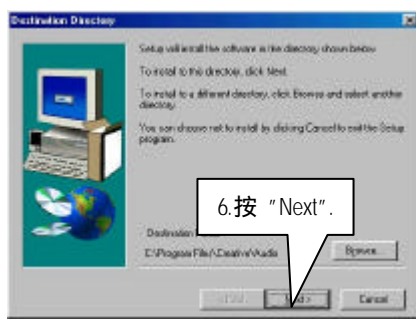 Destination Directory
Setup will install the software in the directory shown below
To install to this directory, click Next.
To install to a different directory, click Browse and select another
directory.
You can choose not to install by clicking Cancel to exit the Setup
program.
6.按 "Next".
Destination
C:\Program Files\Creative\Audio
Browse...
Next >
Cancel